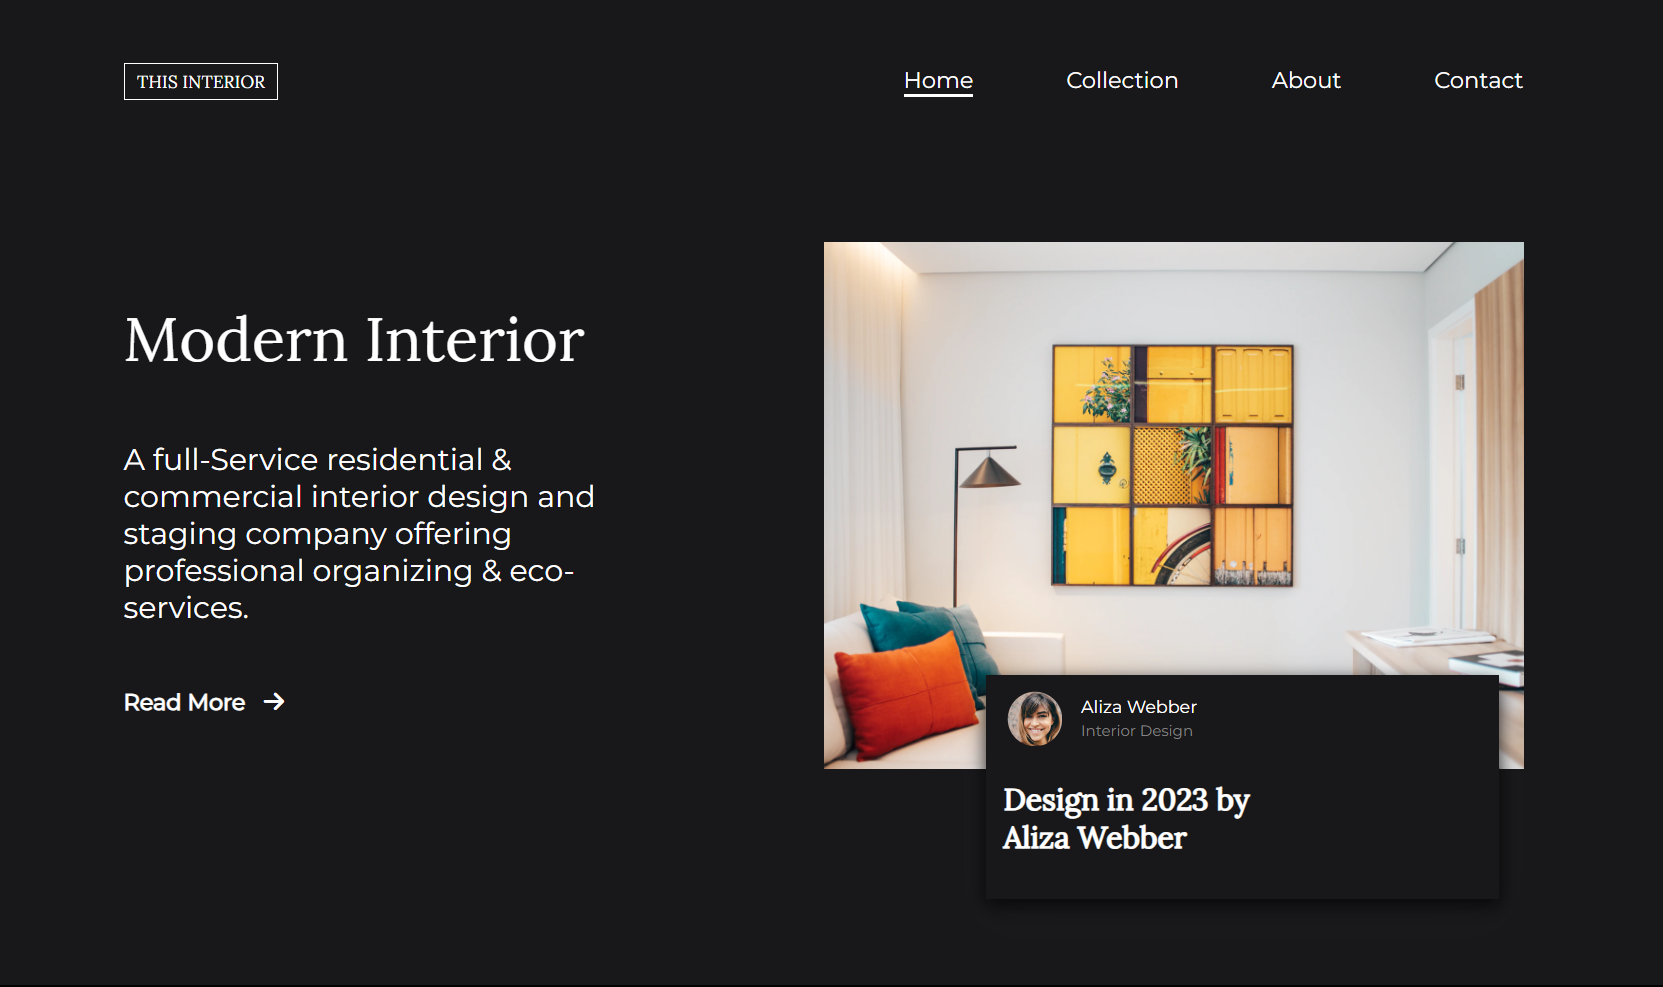 THIS INTERIOR
Home
Collection
About
Contact
Modern Interior
A full-Service residential &
commercial interior design and
staging company offering
professional organizing & eco-
services.
Read More
Aliza Webber
Interior Design
Design in 2023 by
Aliza Webber